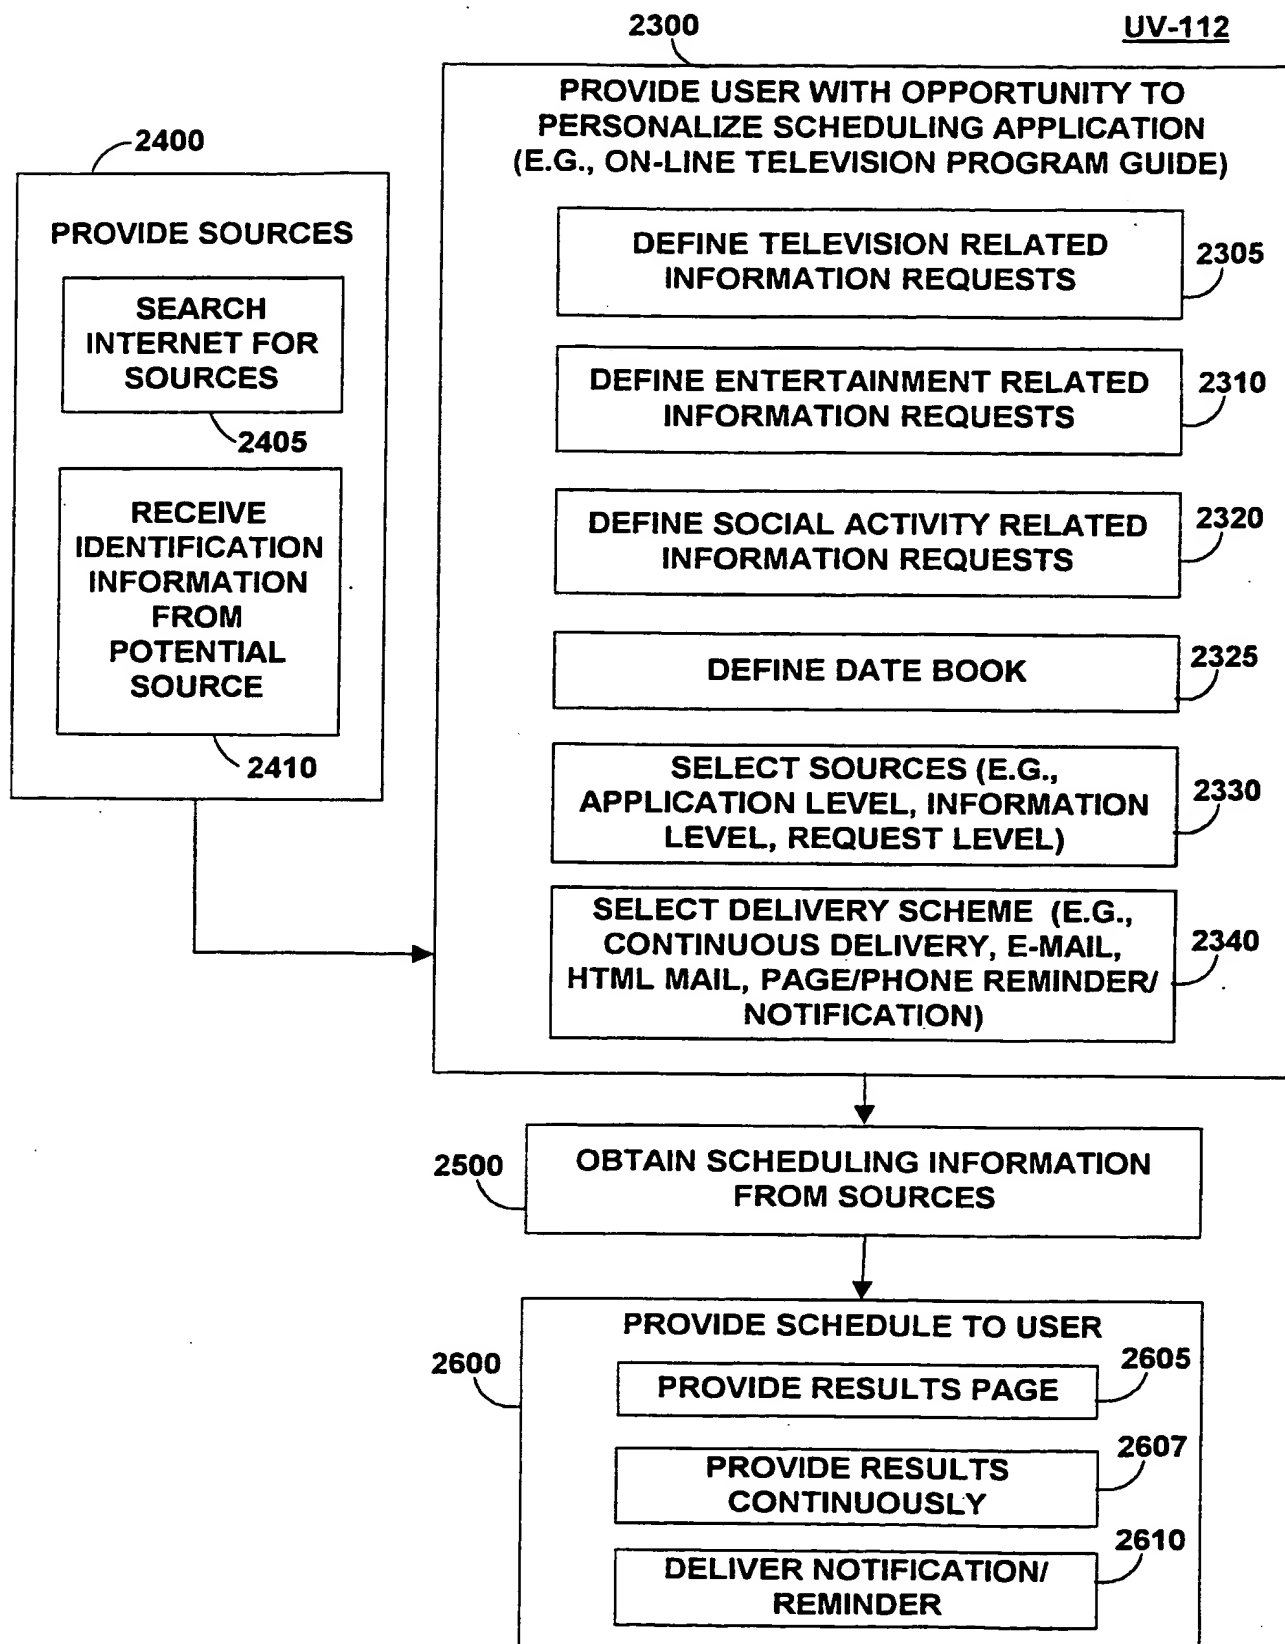 2300
UV-112
PROVIDE USER WITH OPPORTUNITY TO
PERSONALIZE SCHEDULING APPLICATION
(E.G., ON-LINE TELEVISION PROGRAM GUIDE)
2400
PROVIDE SOURCES
SEARCH
INTERNET FOR
SOURCES
2405
RECEIVE
IDENTIFICATION
INFORMATION
FROM
POTENTIAL
SOURCE
2410
DEFINE TELEVISION RELATED
INFORMATION REQUESTS
2305
DEFINE ENTERTAINMENT RELATED
INFORMATION REQUESTS
2310
DEFINE SOCIAL ACTIVITY RELATED
INFORMATION REQUESTS
2320
DEFINE DATE BOOK
2325
SELECT SOURCES (E.G.,
APPLICATION LEVEL, INFORMATION
LEVEL, REQUEST LEVEL)
2330
SELECT DELIVERY SCHEME (E.G.,
CONTINUOUS DELIVERY, E-MAIL,
HTML MAIL, PAGE/PHONE REMINDER/
NOTIFICATION)
2340
2500
OBTAIN SCHEDULING INFORMATION
FROM SOURCES
PROVIDE SCHEDULE TO USER
2600
PROVIDE RESULTS PAGE
2605
PROVIDE RESULTS
CONTINUOUSLY
2607
DELIVER NOTIFICATION/
REMINDER
2610